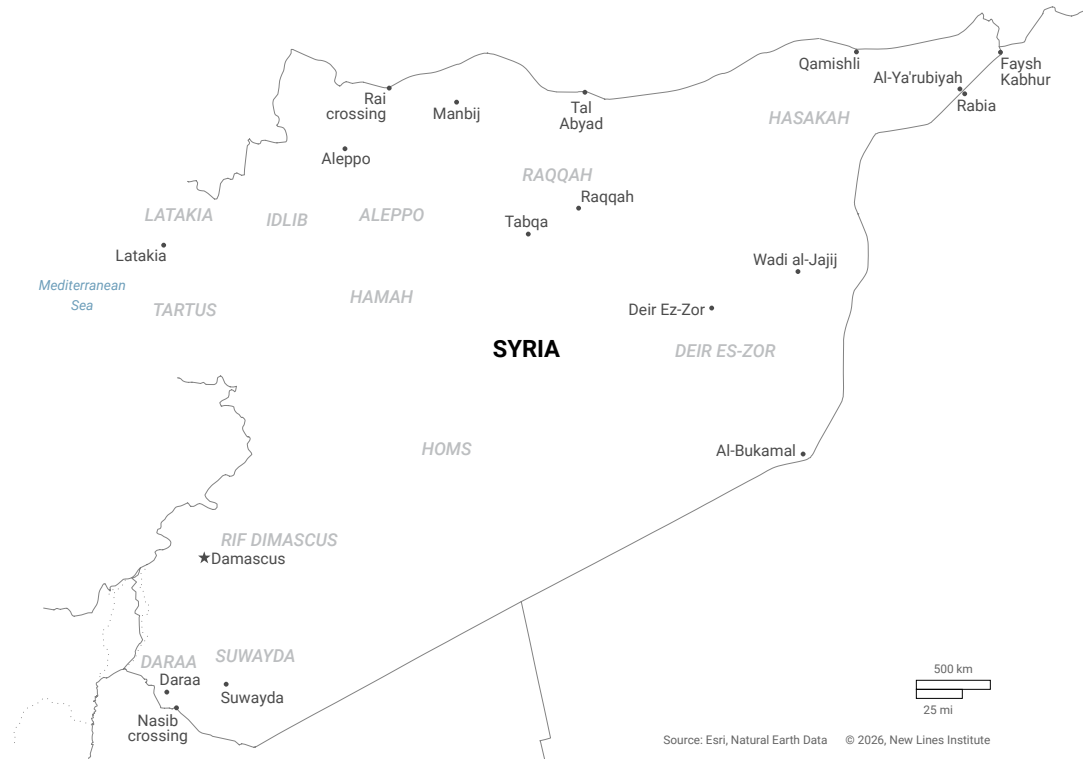 Qamishli
Faysh
Kabhur
Al-Ya'rubiyah
Rabia
Rai
crossing
Manbij
Tal
Abyad
HASAKAH
Aleppo
RAQQAH
Raqqah
LATAKIA
IDLIB
ALEPPO
Tabqa
Latakia
Wadi al-Jajij
Mediterranean
Sea
TARTUS
HAMAH
Deir Ez-Zor
SYRIA
DEIR ES-ZOR
HOMS
Al-Bukamal
RIF DIMASCUS
Damascus
DARAA
SUWAYDA
Daraa
Suwayda
Nasib
crossing
500 km
25 mi
Source: Esri, Natural Earth Data © 2026, New Lines Institute